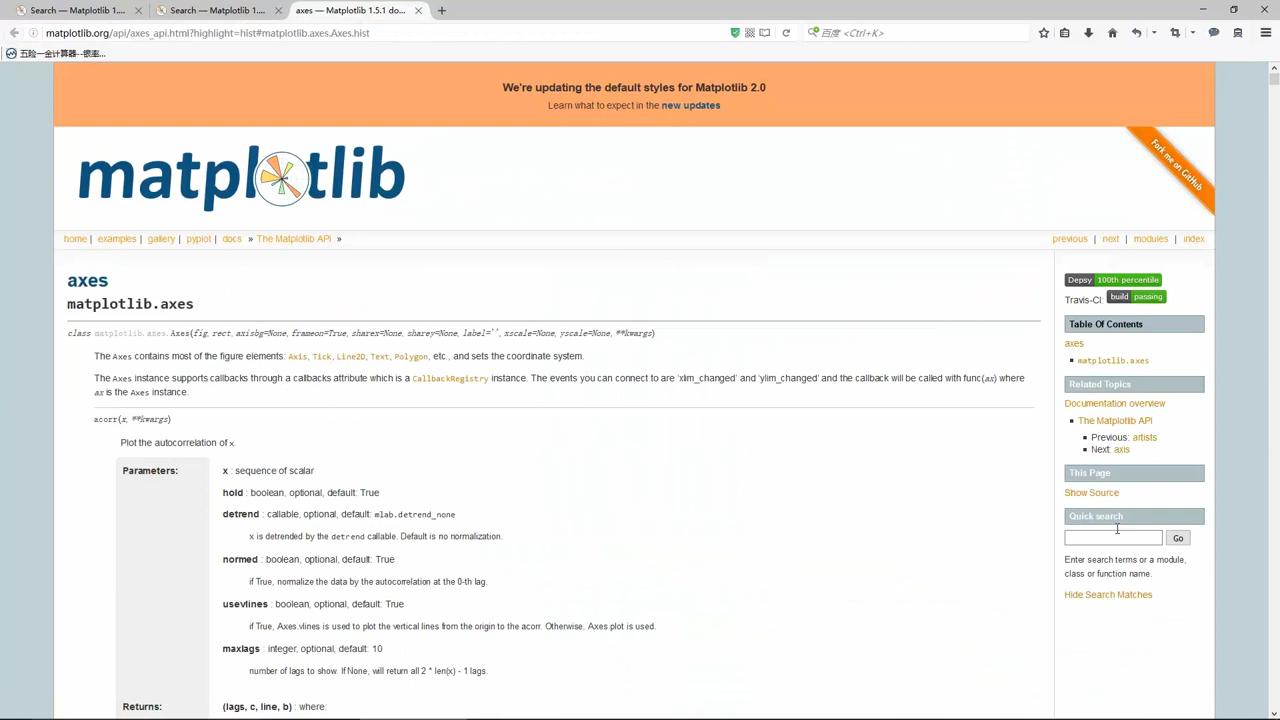 Search — Matplotlib 1....
Search — Matplotlib 1....
axes — Matplotlib 1.5.1 do...
matplotlib.org/api/axes_api.html?highlight=hist#matplotlib.axes.Axes.hist
百度 <Ctrl+K>
五险一金计算器--银率...
We're updating the default styles for Matplotlib 2.0
Learn what to expect in the new updates
matplotlib
Fork me on GitHub
home | examples | gallery | pyplot | docs » The Matplotlib API »
previous | next | modules | index
axes
matplotlib.axes
class matplotlib.axes.Axes(fig, rect, axisbg=None, frameon=True, sharex=None, sharey=None, label='', xscale=None, yscale=None, **kwargs)
The Axes contains most of the figure elements: Axis, Tick, Line2D, Text, Polygon, etc., and sets the coordinate system.
The Axes instance supports callbacks through a callbacks attribute which is a CallbackRegistry instance. The events you can connect to are 'xlim_changed' and 'ylim_changed' and the callback will be called with func(ax) where
ax is the Axes instance.
acorr(x, **kwargs)
Plot the autocorrelation of x.
Parameters:
x : sequence of scalar
hold : boolean, optional, default: True
detrend : callable, optional, default: mlab.detrend_none
x is detrended by the detrend callable. Default is no normalization.
normed : boolean, optional, default: True
if True, normalize the data by the autocorrelation at the 0-th lag.
usevlines : boolean, optional, default: True
if True, Axes.vlines is used to plot the vertical lines from the origin to the acorr. Otherwise, Axes.plot is used.
maxlags : integer, optional, default: 10
number of lags to show. If None, will return all 2 * len(x) - 1 lags.
Returns:
(lags, c, line, b) : where:
Depsy 100th percentile
Travis-CI: build passing
Table Of Contents
axes
matplotlib.axes
Related Topics
Documentation overview
The Matplotlib API
Previous: artists
Next: axis
This Page
Show Source
Quick search
Go
Enter search terms or a module,
class or function name.
Hide Search Matches